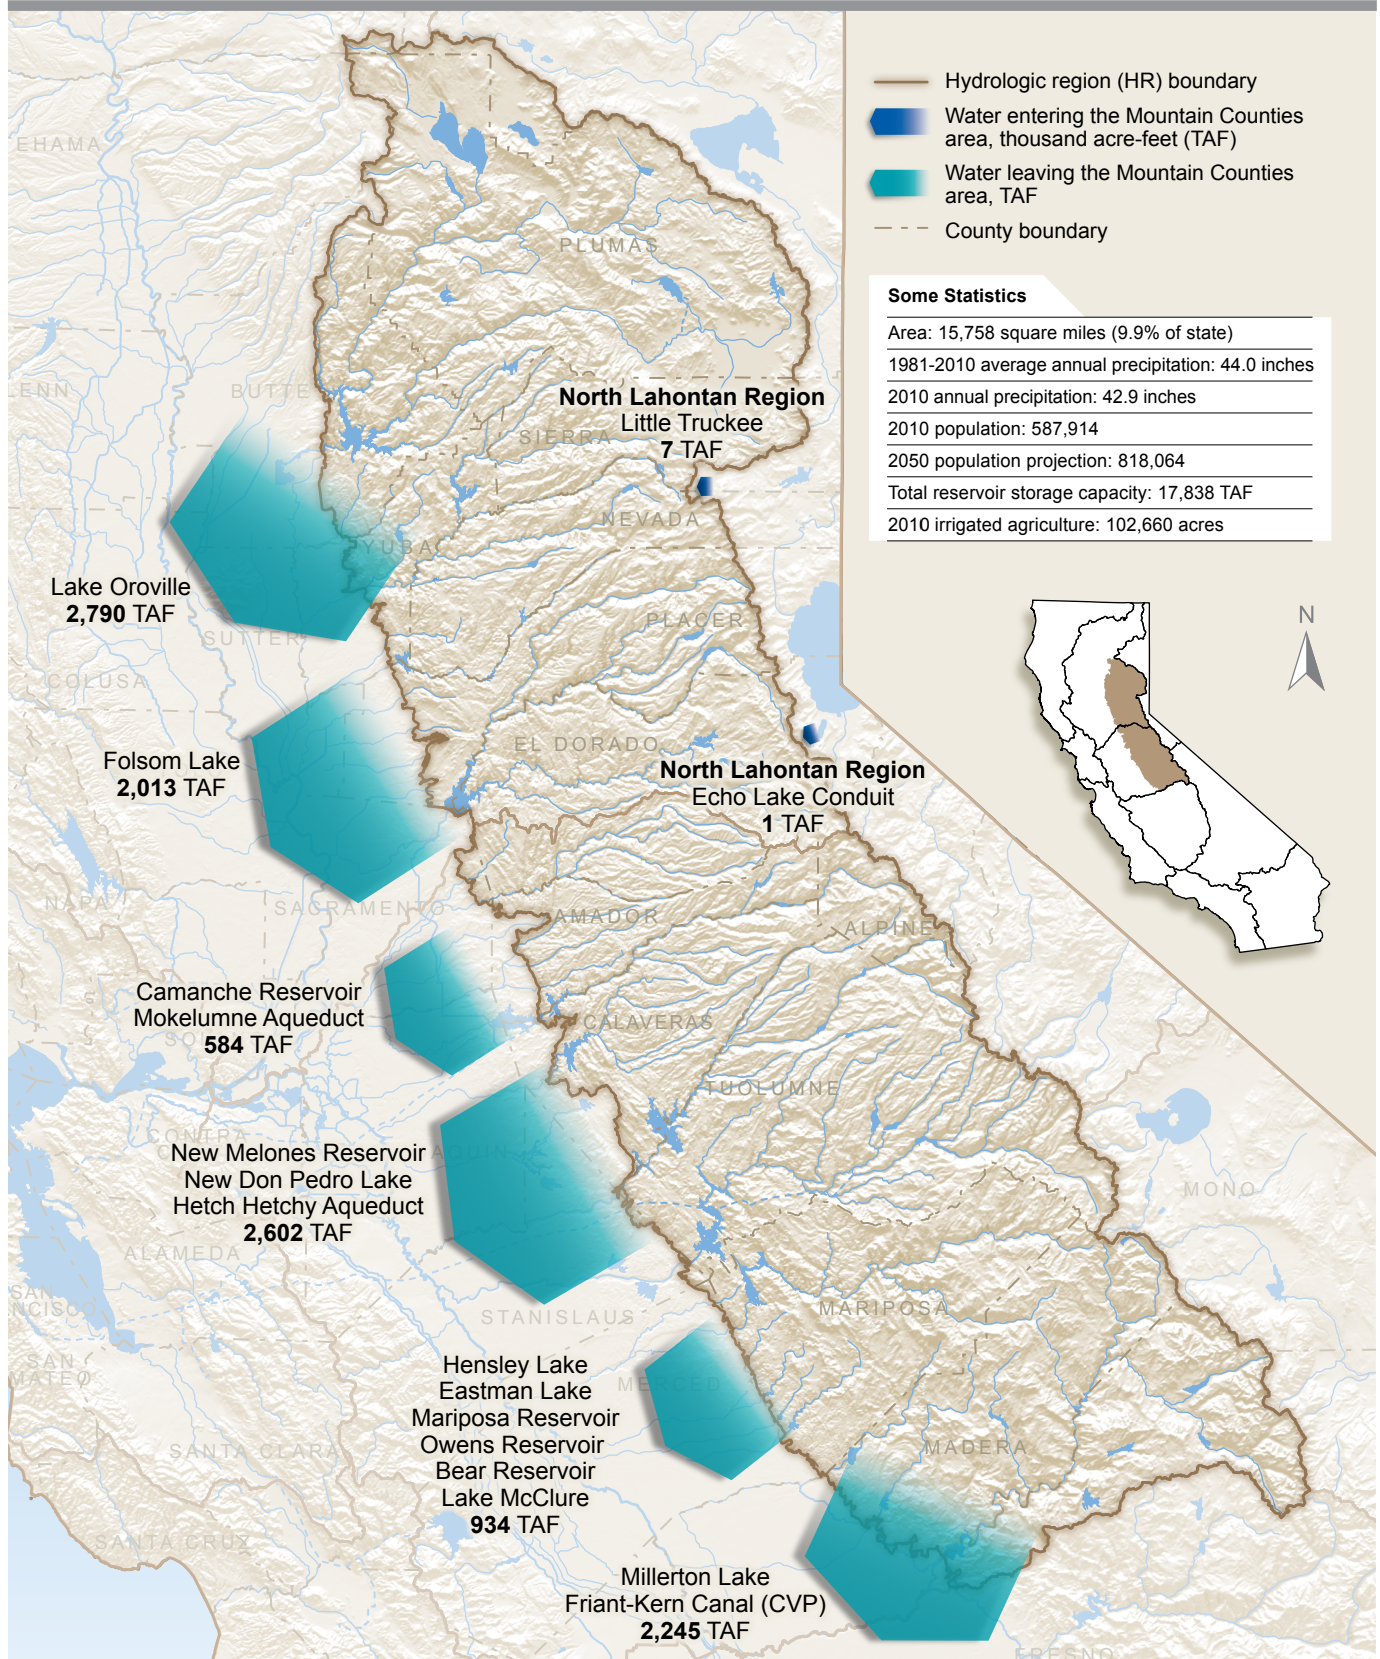 Hydrologic region (HR) boundary
Water entering the Mountain Counties
area, thousand acre-feet (TAF)
Water leaving the Mountain Counties
area, TAF
County boundary
Some Statistics
Area: 15,758 square miles (9.9% of state)
1981-2010 average annual precipitation: 44.0 inches
2010 annual precipitation: 42.9 inches
2010 population: 587,914
2050 population projection: 818,064
Total reservoir storage capacity: 17,838 TAF
2010 irrigated agriculture: 102,660 acres
N
EHAMA
PLUMAS
ENN
BUTTE
North Lahontan Region
Little Truckee
7 TAF
SIERRA
NEVADA
YUBA
Lake Oroville
2,790 TAF
SUTTER
PLACER
COLUSA
EL DORADO
Folsom Lake
2,013 TAF
North Lahontan Region
Echo Lake Conduit
1 TAF
NAPA
SACRAMENTO
AMADOR
ALPINE
Camanche Reservoir
Mokelumne Aqueduct
584 TAF
CALAVERAS
TUOLUMNE
CONTRA
New Melones Reservoir
New Don Pedro Lake
Hetch Hetchy Aqueduct
2,602 TAF
MONO
ALAMEDA
SAN
NCISCO
STANISLAUS
MARIPOSA
SAN
MATEO
Hensley Lake
Eastman Lake
Mariposa Reservoir
Owens Reservoir
Bear Reservoir
Lake McClure
934 TAF
MERCED
SANTA CLARA
MADERA
SANTA CRUZ
Millerton Lake
Friant-Kern Canal (CVP)
2,245 TAF
FRESNO